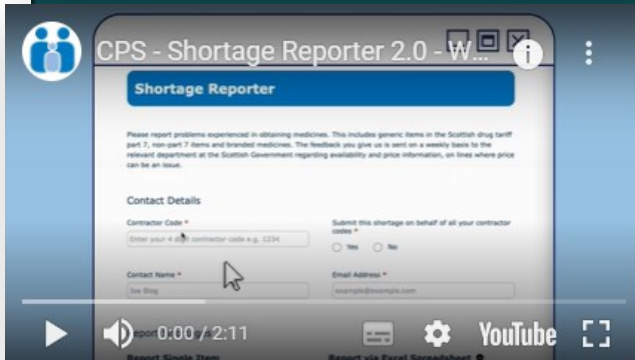 CPS - Shortage Reporter 2.0 - W...
Shortage Reporter
Please report problems experienced in obtaining medicines. This includes generic items in the Scottish drug tariff
part 7, non-part 7 items and branded medicines. The feedback you give us is sent on a weekly basis to the
relevant department at the Scottish Government regarding availability and price information, on lines where price
can be an issue.
Contact Details
Contractor Code *
Submit this shortage on behalf of all your contractor
codes *
Enter your 4 digit contractor code e.g. 1234
Yes No
Contact Name *
Email Address *
Joe Blog
example@example.com
0:00 / 2:11
YouTube
Report Single Item
Report via Excel Spreadsheet